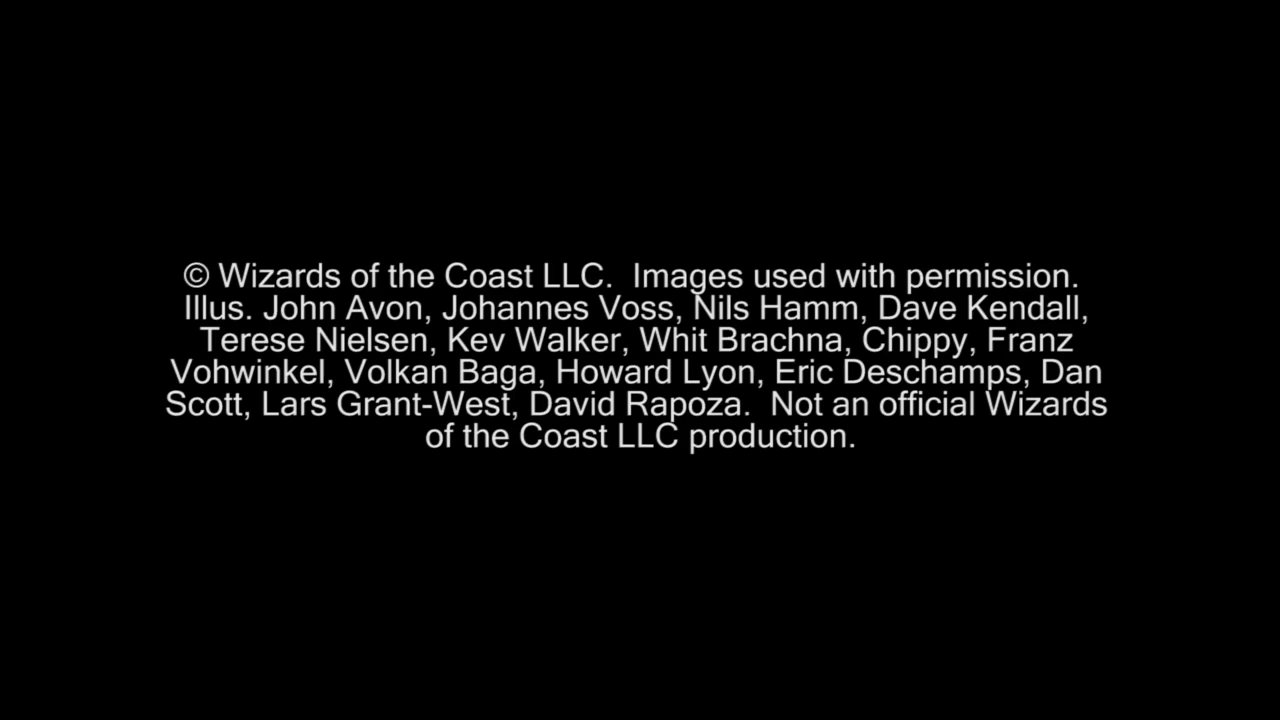 © Wizards of the Coast LLC.  Images used with permission.
Illus. John Avon, Johannes Voss, Nils Hamm, Dave Kendall,
Terese Nielsen, Kev Walker, Whit Brachna, Chippy, Franz
Vohwinkel, Volkan Baga, Howard Lyon, Eric Deschamps, Dan
Scott, Lars Grant-West, David Rapoza.  Not an official Wizards
of the Coast LLC production.